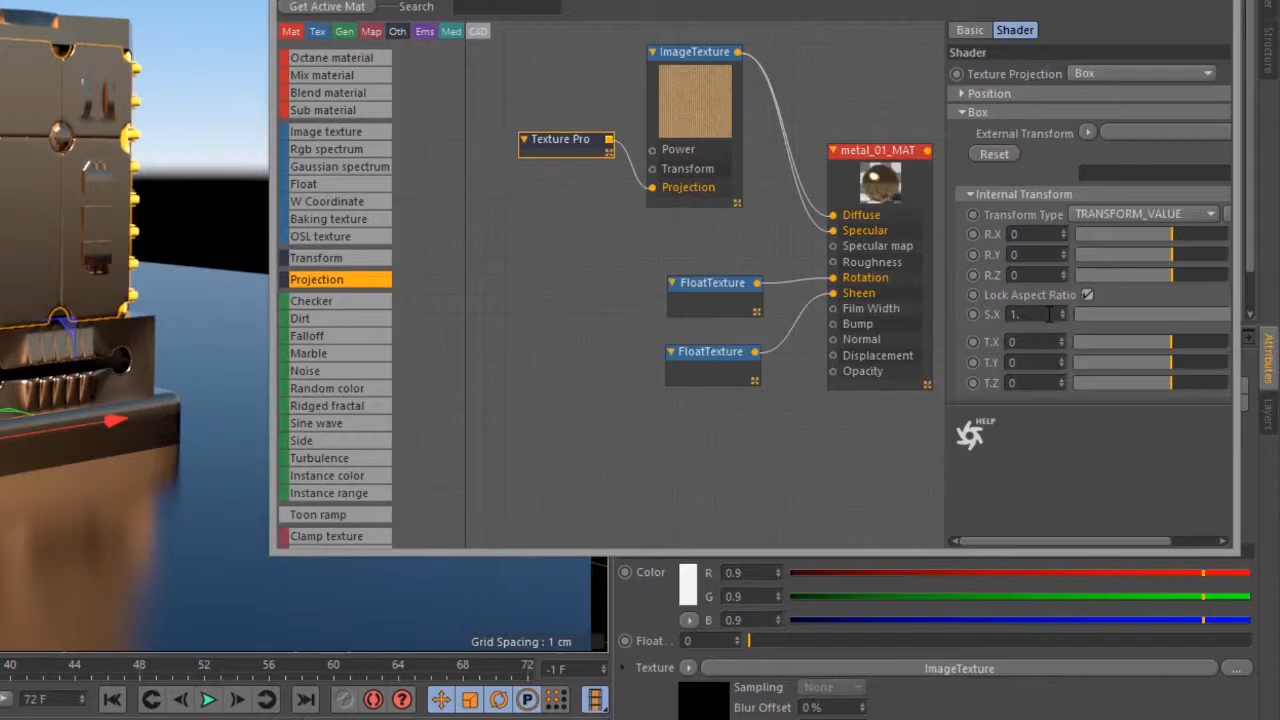 Get Active Mat
Search
Mat Tex Gen Map Oth Ems Med C4D
Octane material
Mix material
Blend material
Sub material
Image texture
Rgb spectrum
Gaussian spectrum
Float
W Coordinate
Baking texture
OSL texture
Transform
Projection
Checker
Dirt
Falloff
Marble
Noise
Random color
Ridged fractal
Sine wave
Side
Turbulence
Instance color
Instance range
Toon ramp
Clamp texture
Texture Pro
ImageTexture
Power
Transform
Projection
FloatTexture
FloatTexture
metal_01_MAT
Diffuse
Specular
Specular map
Roughness
Rotation
Sheen
Film Width
Bump
Normal
Displacement
Opacity
Basic Shader
Shader
Texture Projection Box
Position
Box
External Transform
Reset
Internal Transform
Transform Type TRANSFORM_VALUE
R.X 0
R.Y 0
R.Z 0
Lock Aspect Ratio
S.X 1.
T.X 0
T.Y 0
T.Z 0
HELP
Structure
Attributes
Layers
Color R 0.9
G 0.9
B 0.9
Float . 0
Texture ImageTexture ...
Sampling None
Blur Offset 0 %
Grid Spacing : 1 cm
40 44 48 52 56 60 64 68 72 -1 F
72 F